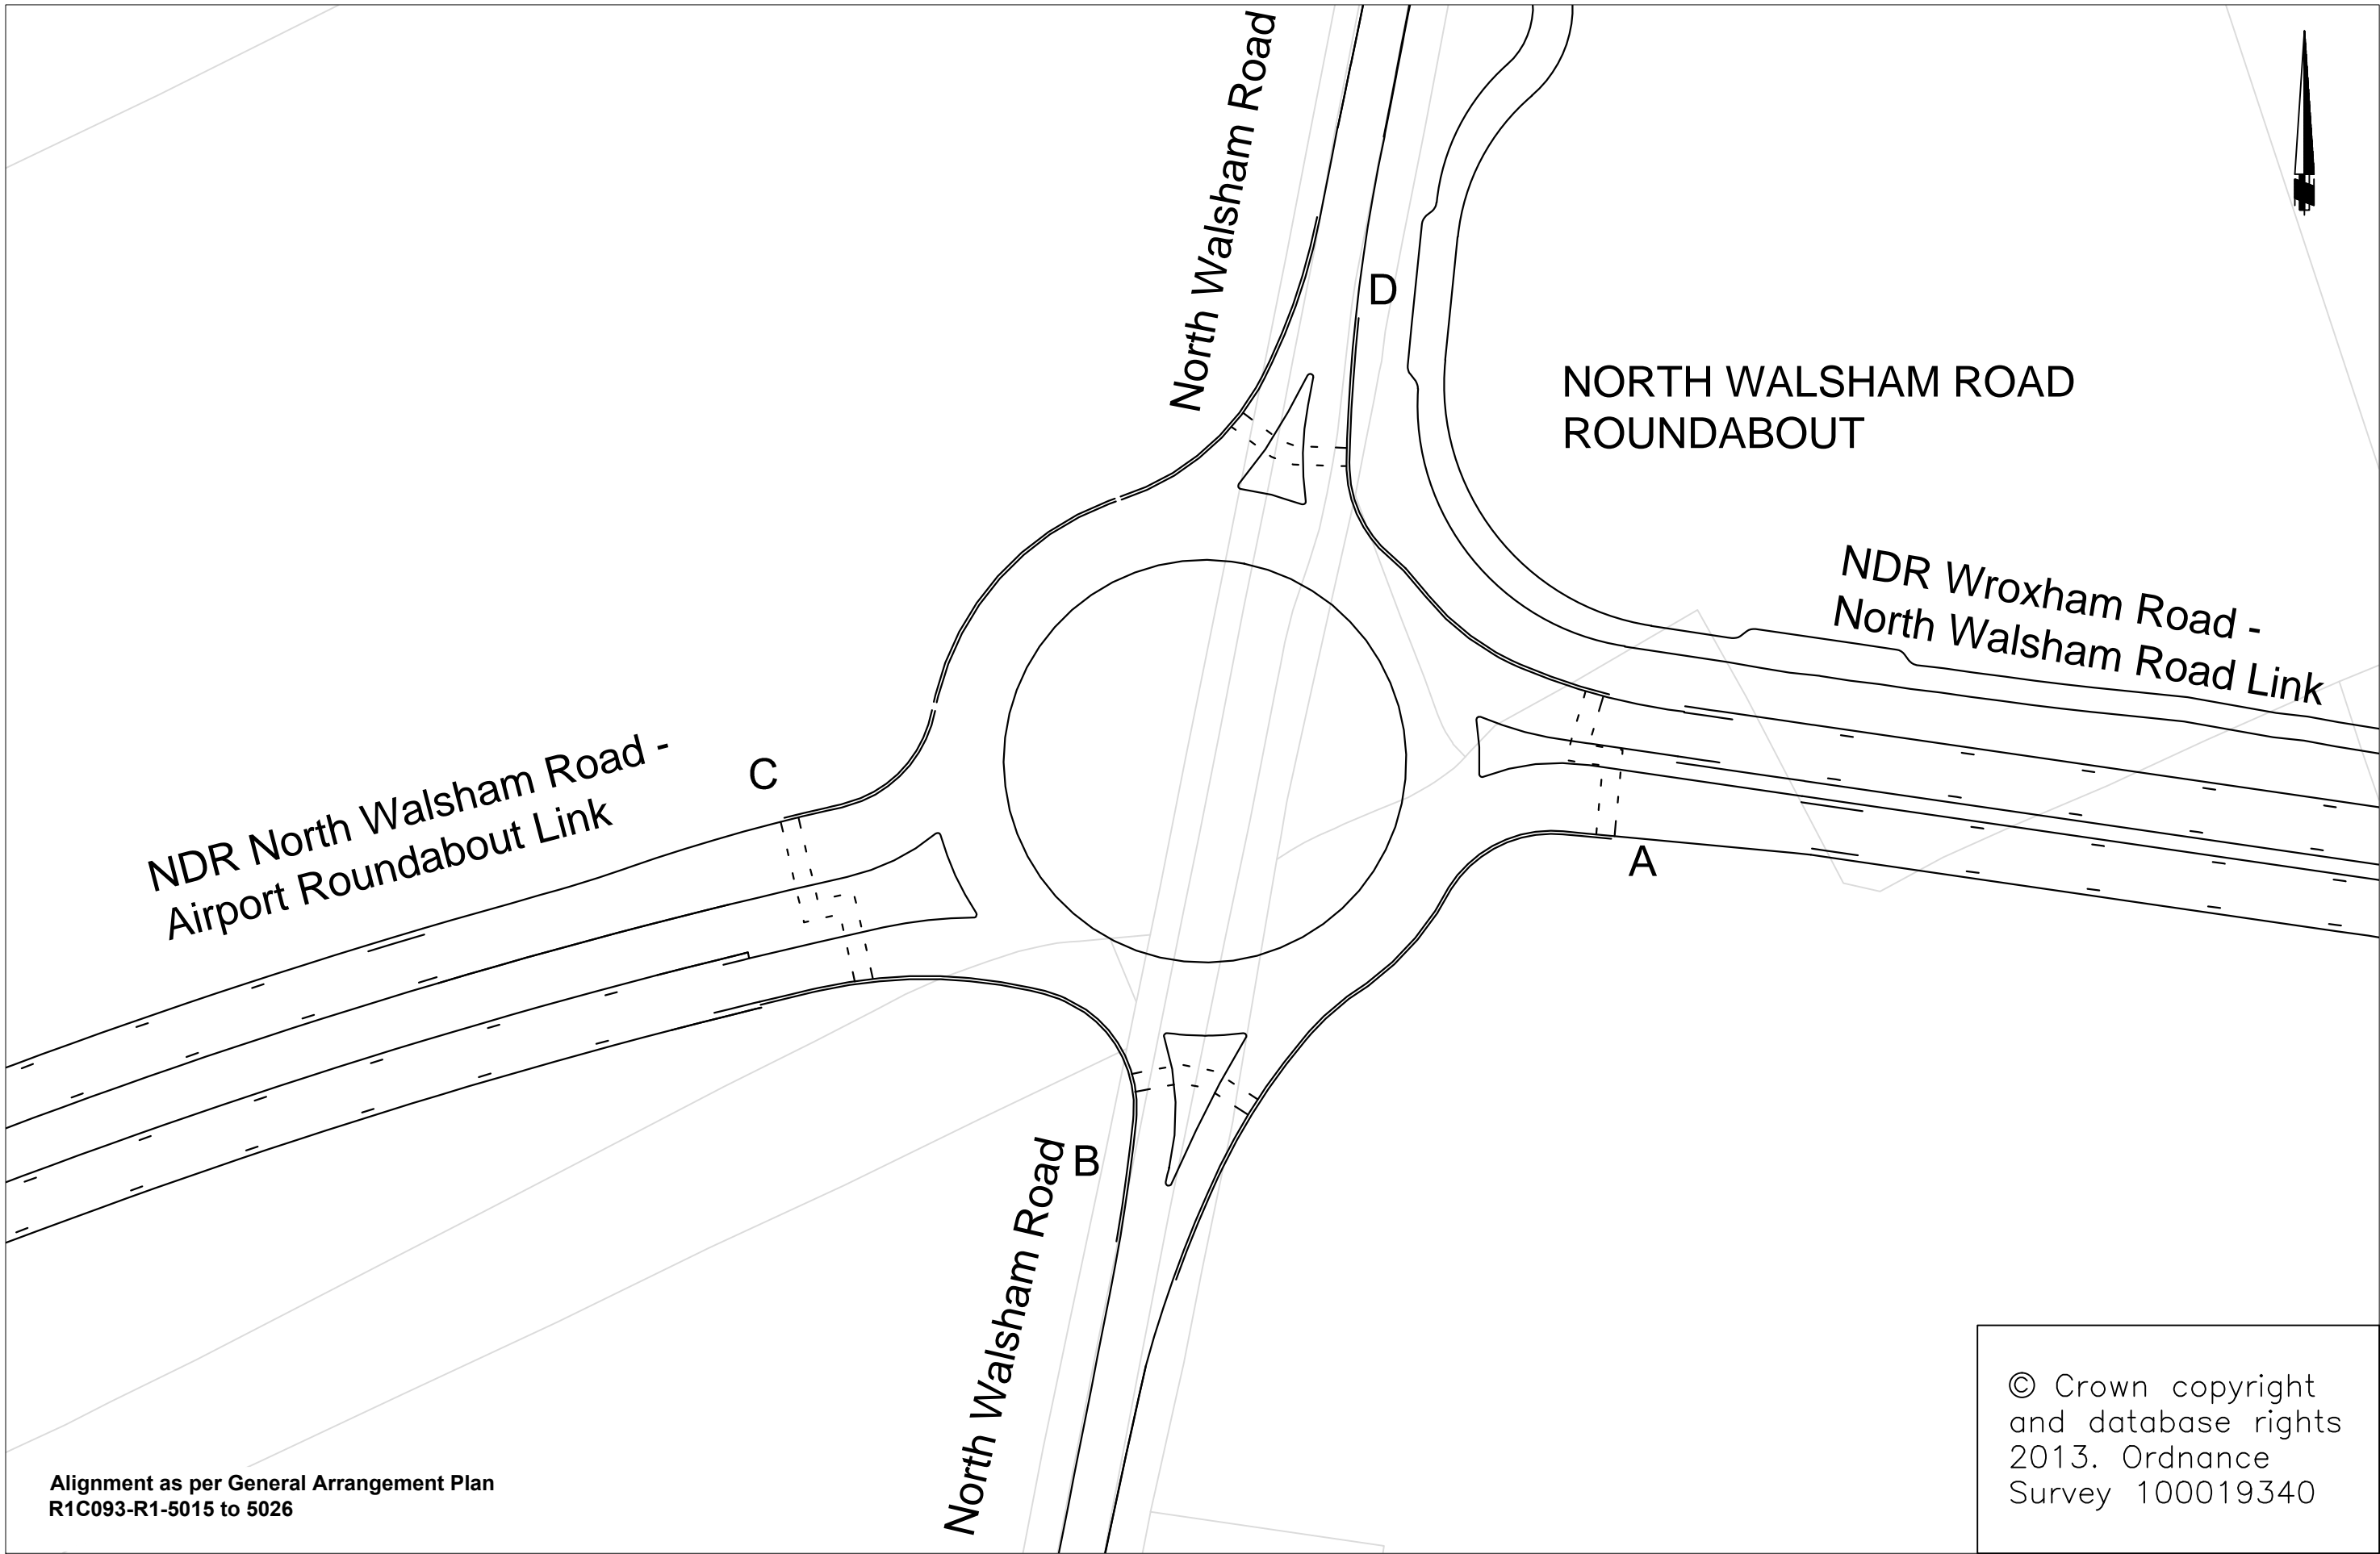 North Walsham Road
D
NORTH WALSHAM ROAD
ROUNDABOUT
NDR Wroxham Road -
North Walsham Road Link
NDR North Walsham Road -
Airport Roundabout Link
C
A
B
North Walsham Road
© Crown copyright
and database rights
2013. Ordnance
Survey 100019340
Alignment as per General Arrangement Plan
R1C093-R1-5015 to 5026